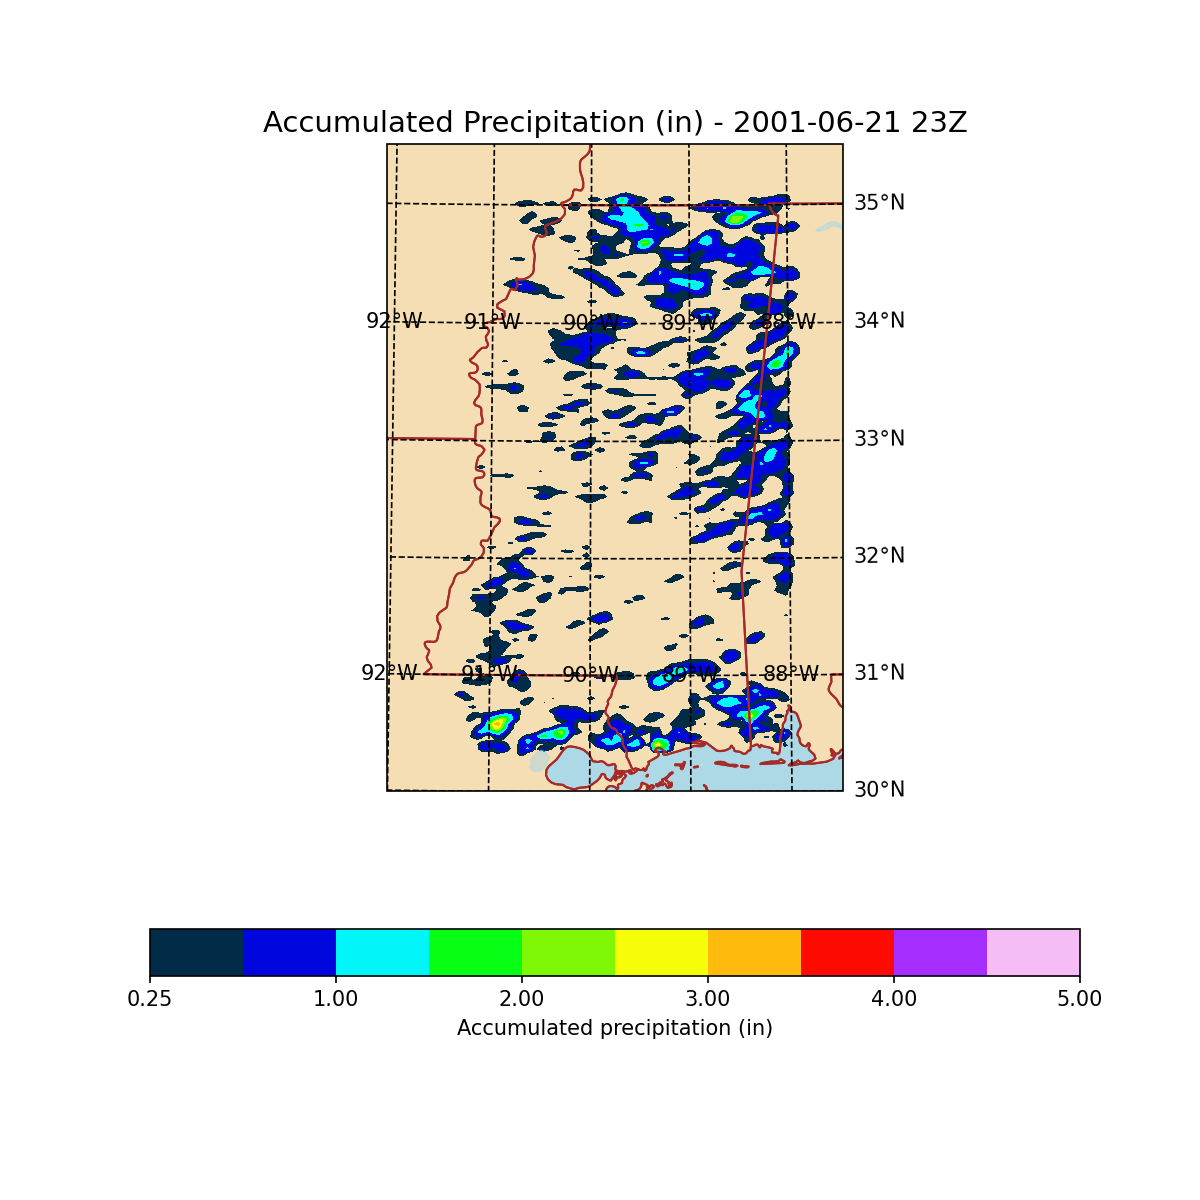 Accumulated Precipitation (in) - 2001-06-21 23Z
35°N
92°W 91°W 90°W 89°W 88°W 34°N
33°N
32°N
92°W 91°W 90°W 89°W 88°W 31°N
30°N
0.25 1.00 2.00 3.00 4.00 5.00
Accumulated precipitation (in)